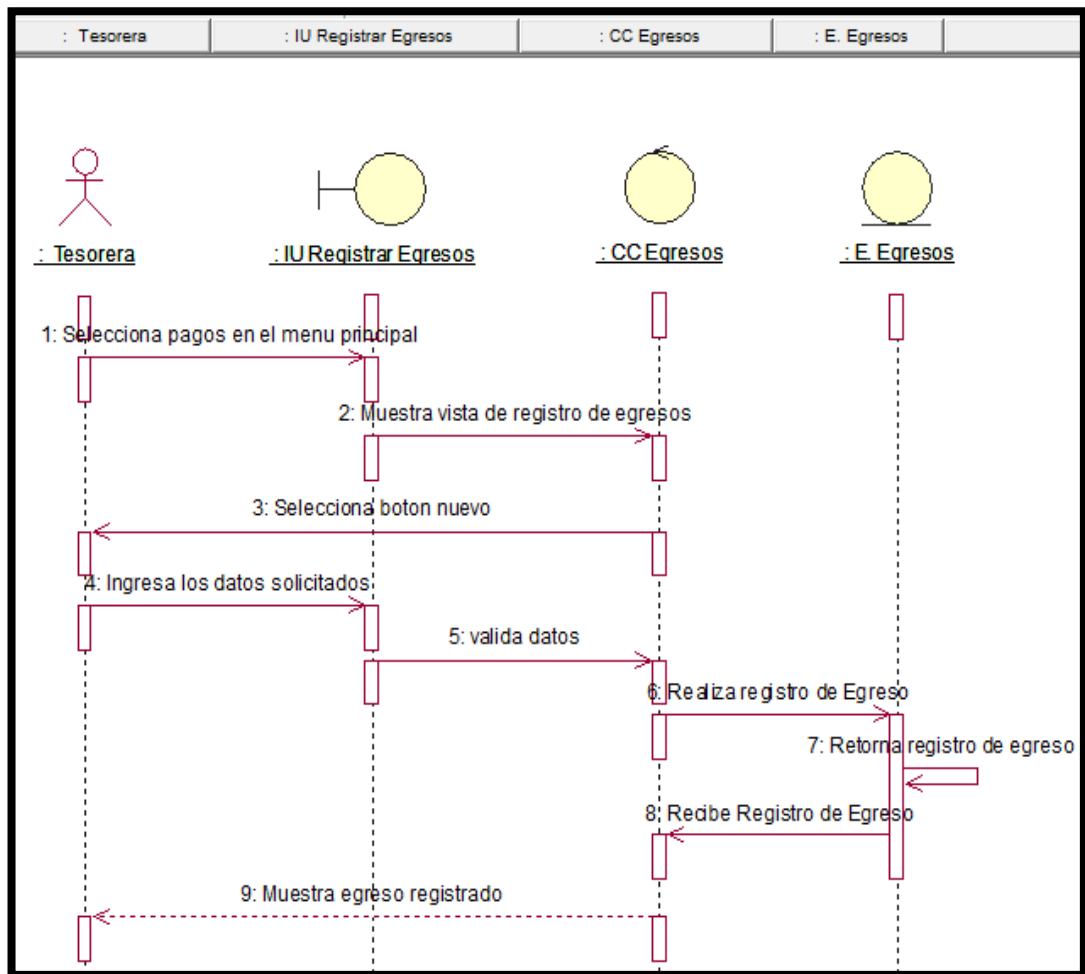 : Tesorera : IU Registrar Egresos : CC Egresos : E. Egresos
: Tesorera : IU Registrar Egresos : CC Egresos : E. Egresos
1: Selecciona pagos en el menu principal
2: Muestra vista de registro de egresos
3: Selecciona boton nuevo
4: Ingresa los datos solicitados
5: valida datos
6: Realiza registro de Egreso
7: Retorna registro de egreso
8: Recibe Registro de Egreso
9: Muestra egreso registrado